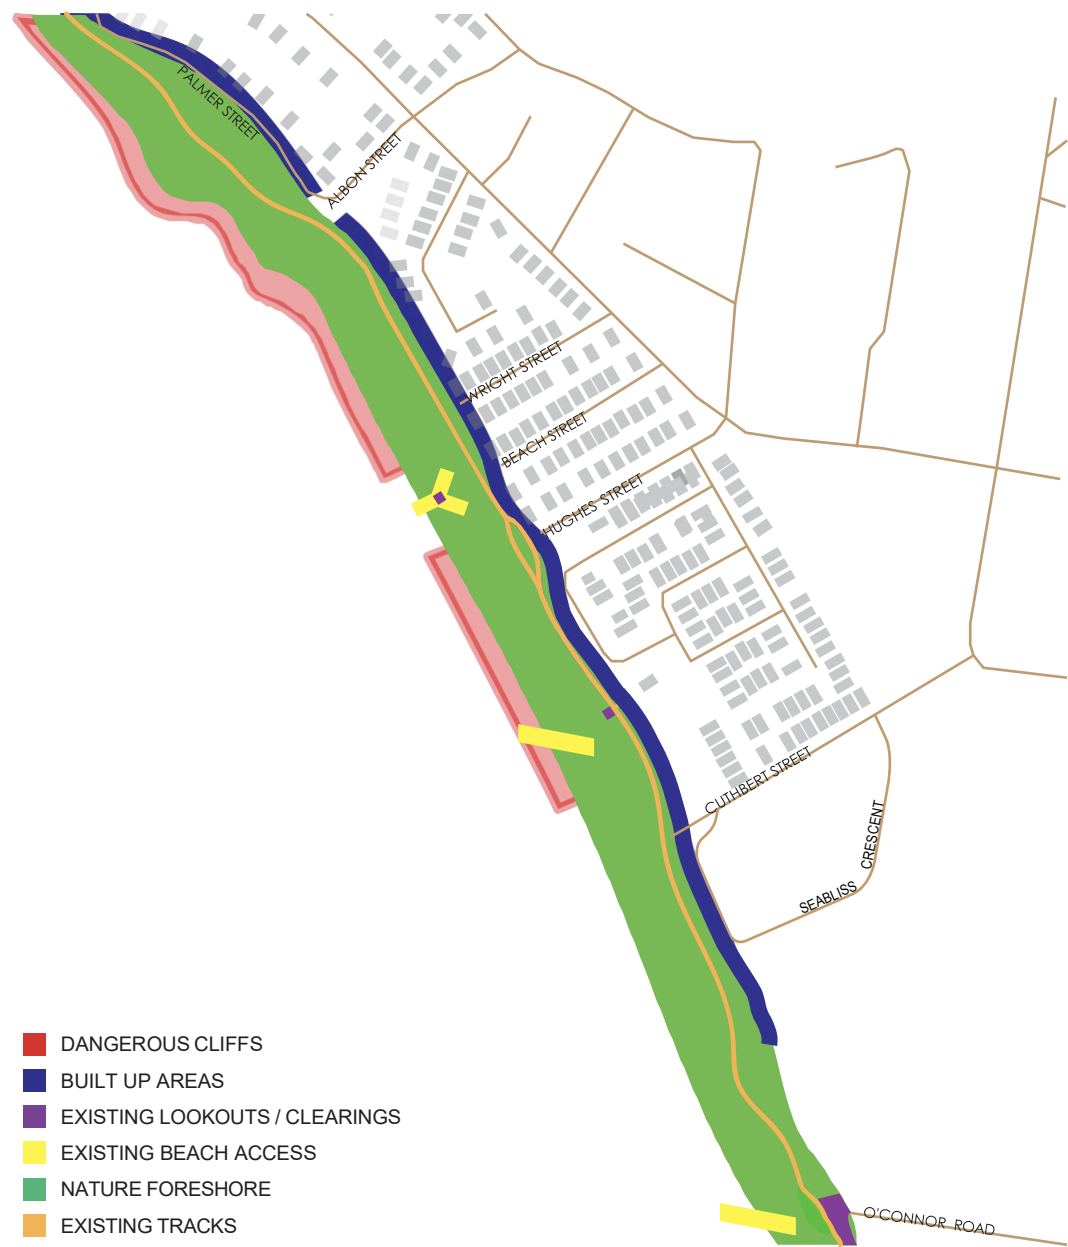 PALMER STREET
ALBON STREET
WRIGHT STREET
BEACH STREET
HUGHES STREET
CUTHBERT STREET
CRESCENT
SEABLISS
DANGEROUS CLIFFS
BUILT UP AREAS
EXISTING LOOKOUTS / CLEARINGS
EXISTING BEACH ACCESS
NATURE FORESHORE
EXISTING TRACKS
O'CONNOR ROAD